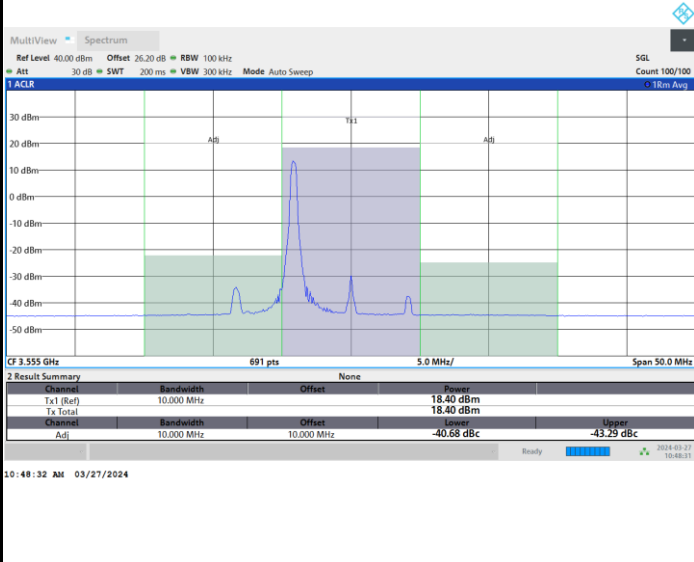 MultiView Spectrum
Ref Level 40.00 dBm Offset 26.20 dB RBW 100 kHz SGL
Att 30 dB SWT 200 ms VBW 300 kHz Mode Auto Sweep Count 100/100
1 ACLR 1Rm Avg
30 dBm
Tx1
20 dBm
Adj Adj
10 dBm
0 dBm
-10 dBm
-20 dBm
-30 dBm
-40 dBm
-50 dBm
CF 3.555 GHz 691 pts 5.0 MHz/ Span 50.0 MHz
2 Result Summary None
Channel Bandwidth Offset Power
Tx1 (Ref) 10.000 MHz 18.40 dBm
Tx Total 18.40 dBm
Channel Bandwidth Offset Lower Upper
Adj 10.000 MHz 10.000 MHz -40.68 dBc -43.29 dBc
Ready 2024-03-27
10:48:31
10:48:32 AM 03/27/2024